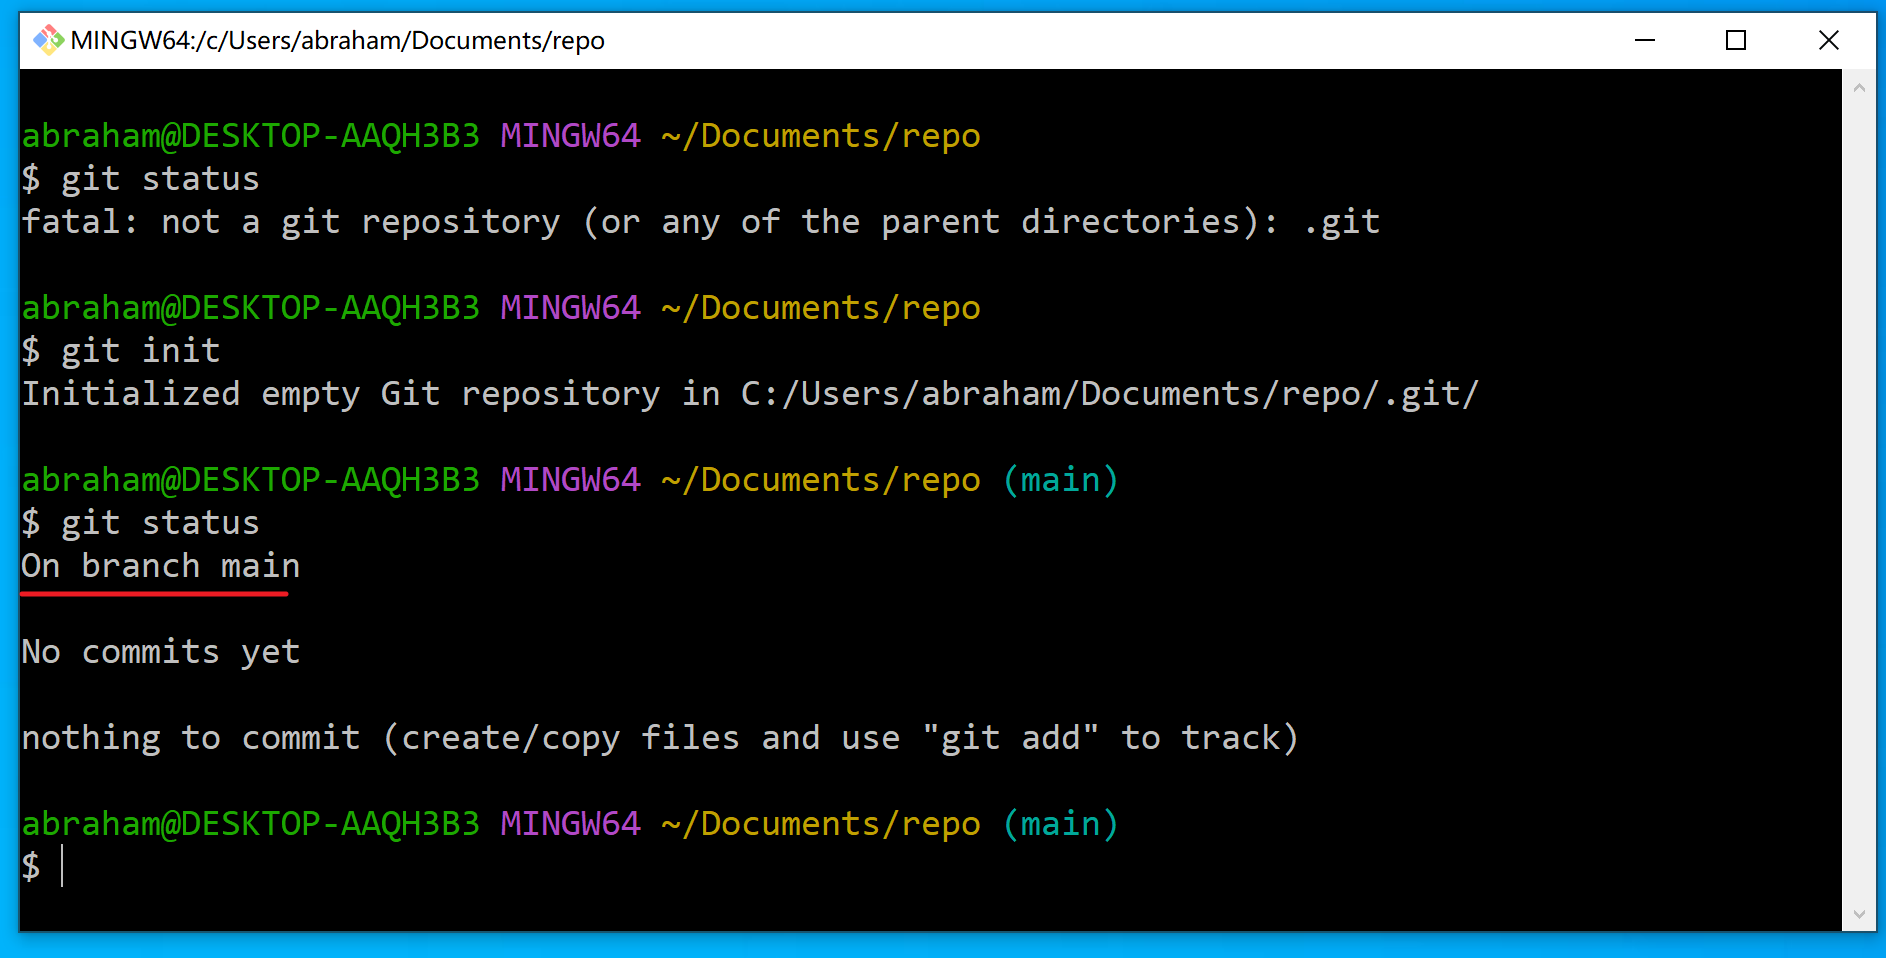 MINGW64:/c/Users/abraham/Documents/repo
abraham@DESKTOP-AAQH3B3 MINGW64 ~/Documents/repo
$ git status
fatal: not a git repository (or any of the parent directories): .git
abraham@DESKTOP-AAQH3B3 MINGW64 ~/Documents/repo
$ git init
Initialized empty Git repository in C:/Users/abraham/Documents/repo/.git/
abraham@DESKTOP-AAQH3B3 MINGW64 ~/Documents/repo (main)
$ git status
On branch main
No commits yet
nothing to commit (create/copy files and use "git add" to track)
abraham@DESKTOP-AAQH3B3 MINGW64 ~/Documents/repo (main)
$